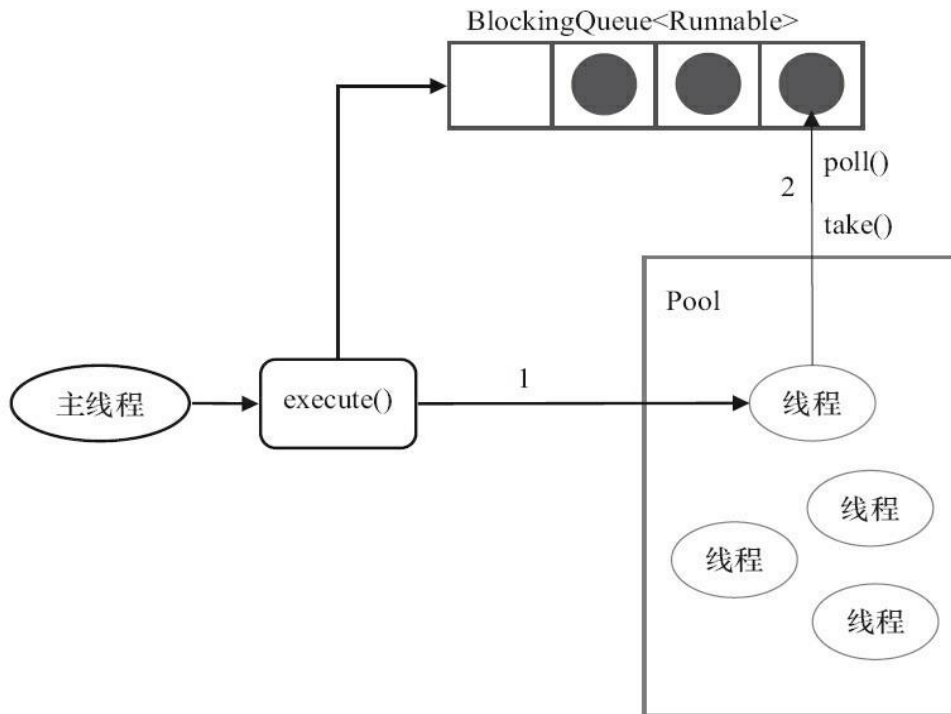 BlockingQueue<Runnable>
poll()
2
take()
Pool
主线程
execute()
1
线程
线程
线程
线程